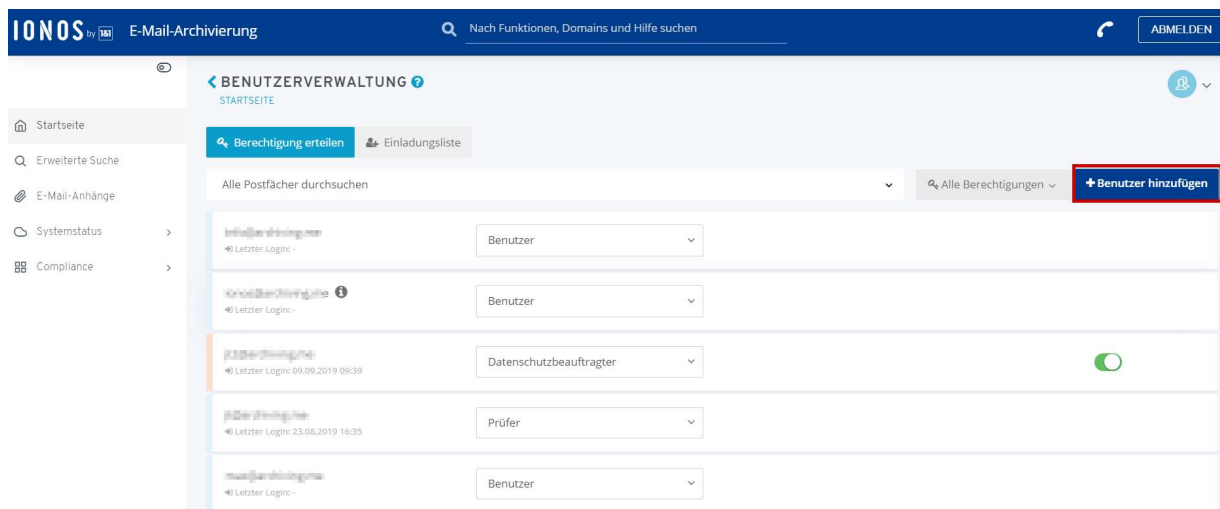 IONOS by 1&1 E-Mail-Archivierung
Nach Funktionen, Domains und Hilfe suchen
ABMELDEN
BENUTZERVERWALTUNG
STARTSEITE
Startseite
Erweiterte Suche
E-Mail-Anhänge
Systemstatus
Compliance
Berechtigung erteilen
Einladungsliste
Alle Postfächer durchsuchen
Alle Berechtigungen
+Benutzer hinzufügen
Letzter Login: -
Benutzer
Letzter Login: -
Benutzer
Letzter Login: 09.09.2019 09:39
Datenschutzbeauftragter
Letzter Login: 23.08.2019 16:35
Prüfer
Letzter Login: -
Benutzer